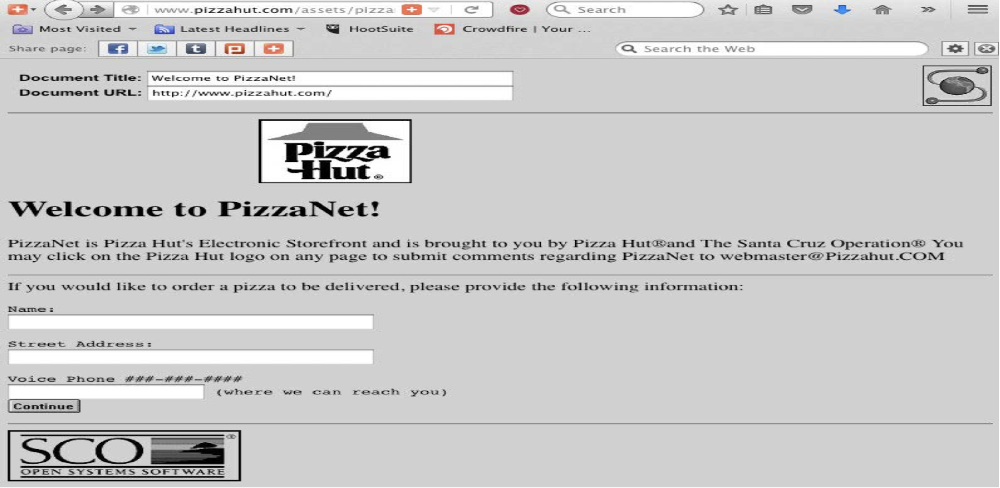 www.pizzahut.com/assets/pizza
Search
Most Visited
Latest Headlines
HootSuite
Crowdfire | Your ...
Share page:
Search the Web
Document Title: Welcome to PizzaNet!
Document URL: http://www.pizzahut.com/
Pizza
Hut®
Welcome to PizzaNet!
PizzaNet is Pizza Hut's Electronic Storefront and is brought to you by Pizza Hut®and The Santa Cruz Operation® You
may click on the Pizza Hut logo on any page to submit comments regarding PizzaNet to webmaster@Pizzahut.COM
If you would like to order a pizza to be delivered, please provide the following information:
Name:
Street Address:
Voice Phone ###-###-####
(where we can reach you)
Continue
SCO ®
OPEN SYSTEMS SOFTWARE